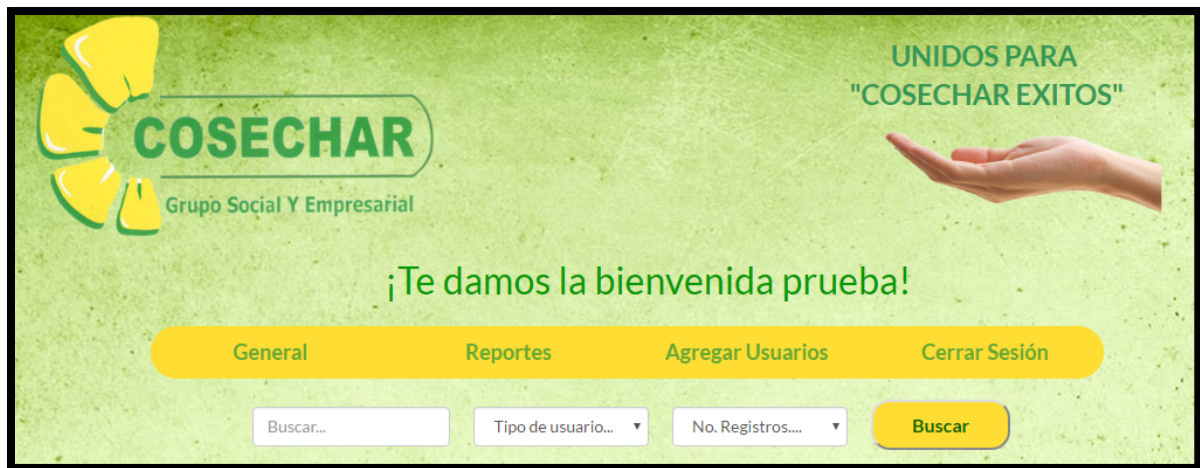 UNIDOS PARA
"COSECHAR EXITOS"
COSECHAR
Grupo Social Y Empresarial
¡Te damos la bienvenida prueba!
General Reportes Agregar Usuarios Cerrar Sesión
Buscar... Tipo de usuario... No. Registros.... Buscar